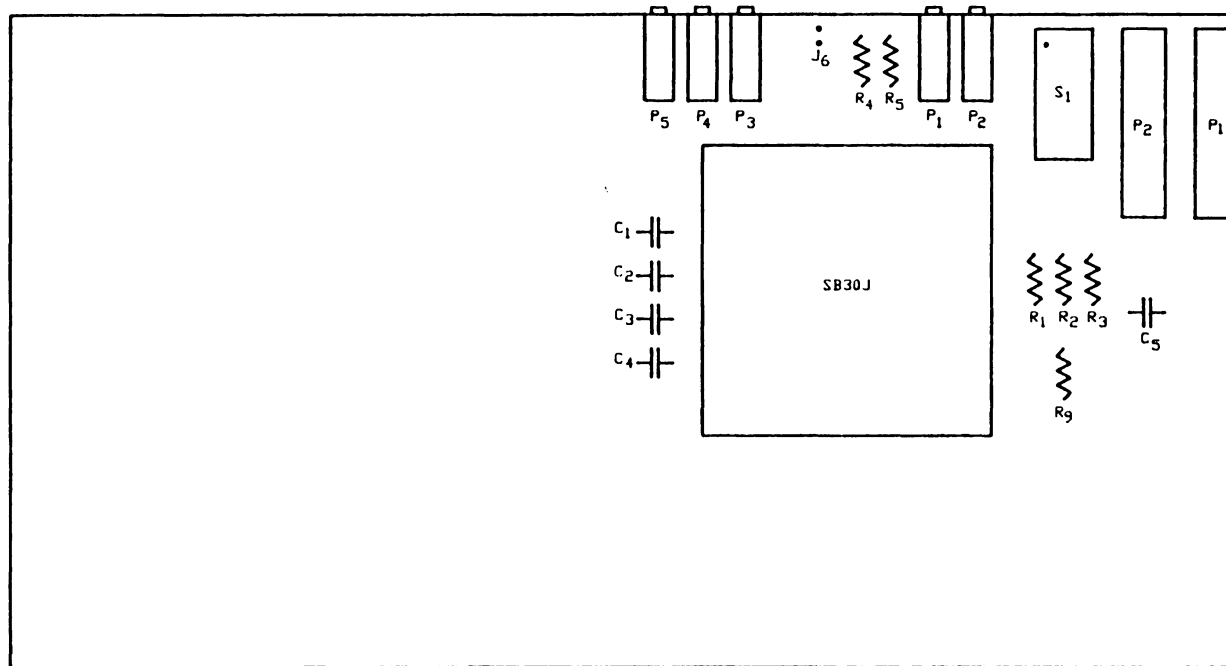 J6
R4 R5
S1
P5 P4 P3 P1 P2
P2 P1
C1
C2
SB30J
C3
R1 R2 R3
C5
C4
R9